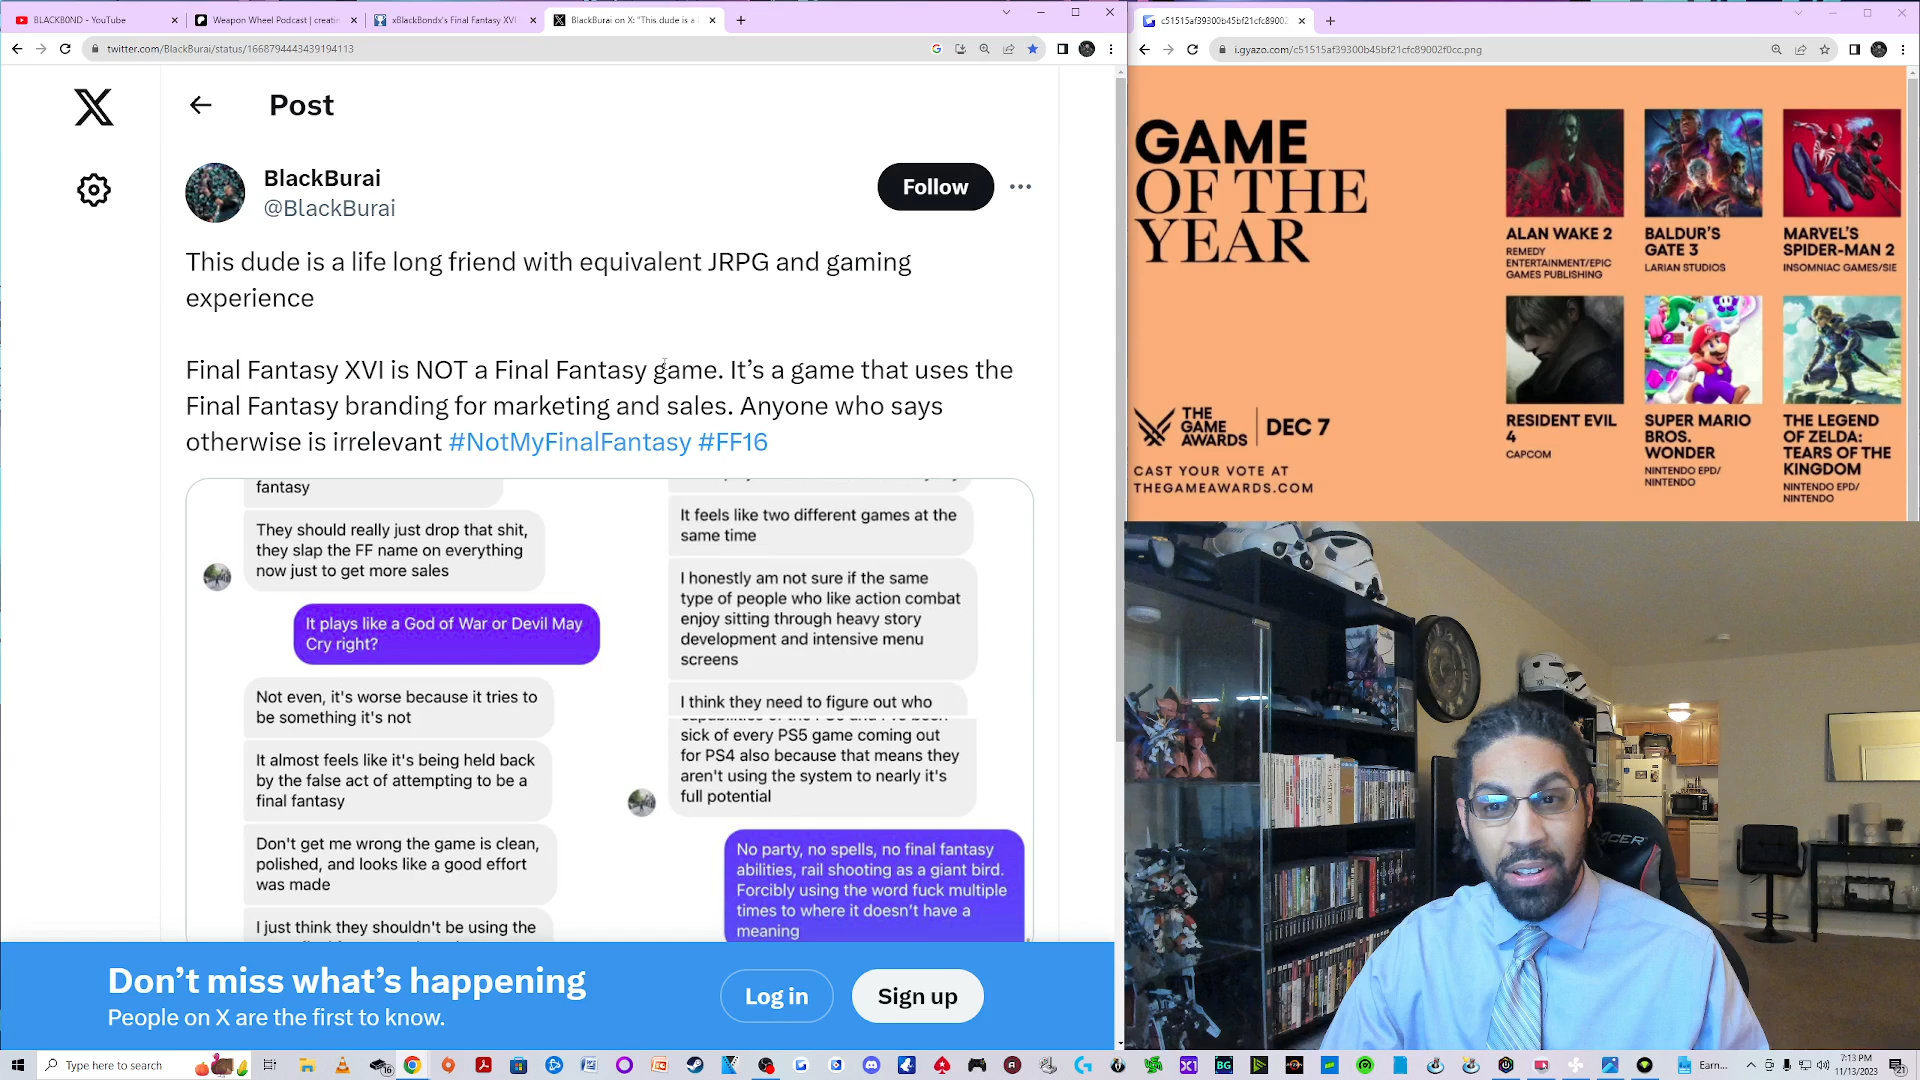 BLACKB0ND - YouTube
Weapon Wheel Podcast | creatin
xBlackBondx's Final Fantasy XVI
BlackBurai on X: "This dude is a
twitter.com/BlackBurai/status/1668794443439194113
Post
BlackBurai
@BlackBurai
Follow
This dude is a life long friend with equivalent JRPG and gaming
experience
Final Fantasy XVI is NOT a Final Fantasy game. It's a game that uses the
Final Fantasy branding for marketing and sales. Anyone who says
otherwise is irrelevant #NotMyFinalFantasy #FF16
fantasy
They should really just drop that shit,
they slap the FF name on everything
now just to get more sales
It plays like a God of War or Devil May
Cry right?
Not even, it's worse because it tries to
be something it's not
It almost feels like it's being held back
by the false act of attempting to be a
final fantasy
Don't get me wrong the game is clean,
polished, and looks like a good effort
was made
I just think they shouldn't be using the
It feels like two different games at the
same time
I honestly am not sure if the same
type of people who like action combat
enjoy sitting through heavy story
development and intensive menu
screens
I think they need to figure out who
sick of every PS5 game coming out
for PS4 also because that means they
aren't using the system to nearly it's
full potential
No party, no spells, no final fantasy
abilities, rail shooting as a giant bird.
Forcibly using the word fuck multiple
times to where it doesn't have a
meaning
Don't miss what's happening
People on X are the first to know.
Log in
Sign up
c51515af39300b45bf21cfc89002
i.gyazo.com/c51515af39300b45bf21cfc89002f0cc.png
GAME
OF THE
YEAR
THE
GAME
AWARDS
DEC 7
CAST YOUR VOTE AT
THEGAMEAWARDS.COM
ALAN WAKE 2
REMEDY
ENTERTAINMENT/EPIC
GAMES PUBLISHING
BALDUR'S
GATE 3
LARIAN STUDIOS
MARVEL'S
SPIDER-MAN 2
INSOMNIAC GAMES/SIE
RESIDENT EVIL
4
CAPCOM
SUPER MARIO
BROS.
WONDER
NINTENDO EPD/
NINTENDO
THE LEGEND
OF ZELDA:
TEARS OF THE
KINGDOM
NINTENDO EPD/
NINTENDO
Type here to search
16
X1
BG
Earn...
7:13 PM
11/13/2023
21